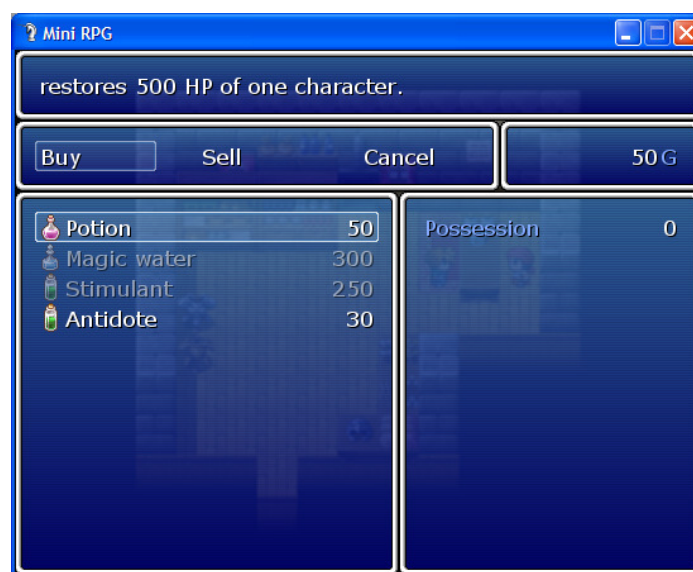 Mini RPG
restores 500 HP of one character.
Buy Sell Cancel 50 G
Potion 50
Magic water 300
Stimulant 250
Antidote 30
Possession 0